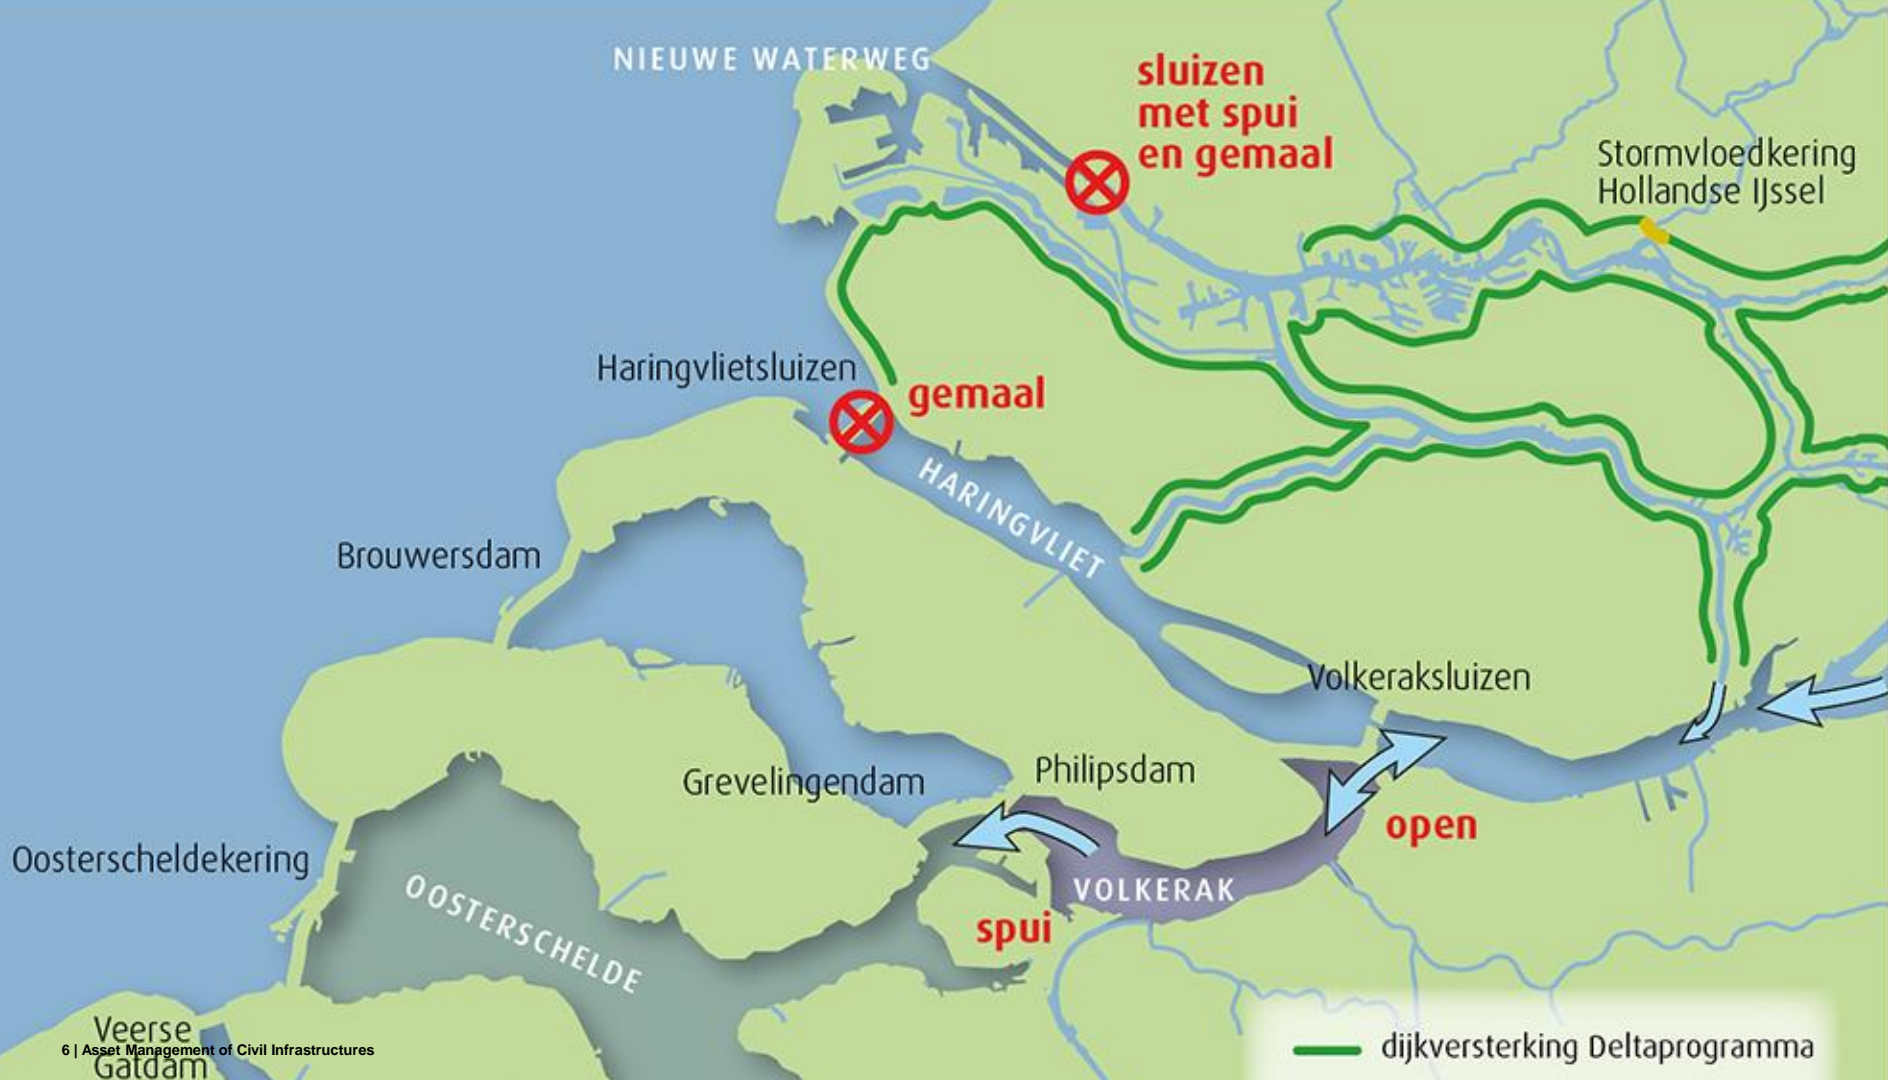 NIEUWE WATERWEG
sluizen
met spui
en gemaal
Stormvloedkering
Hollandse IJssel
Haringvlietsluizen
gemaal
HARINGVLIET
Brouwersdam
Volkeraksluizen
Grevelingendam
Philipsdam
open
Oosterscheldekering
OOSTERSCHELDE
VOLKERAK
spui
Veerse
Gatdam
6 | Asset Management of Civil Infrastructures
dijkversterking Deltaprogramma